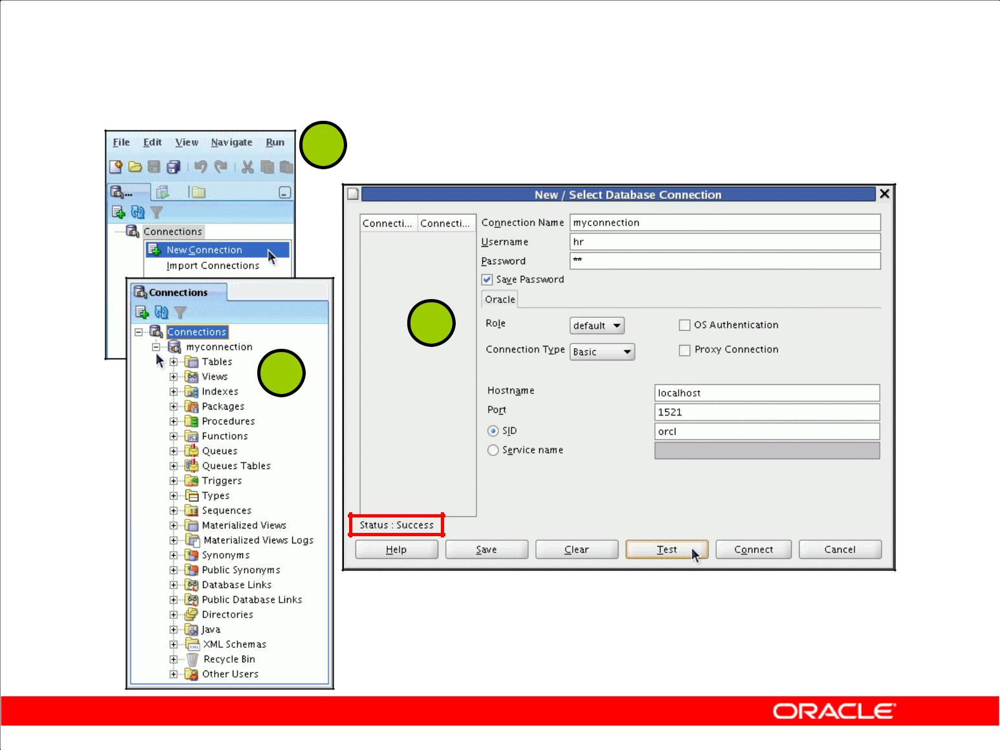 File Edit View Navigate Run
...
Connections
New Connection
Import Connections
Connections
Connections
myconnection
Tables
Views
Indexes
Packages
Procedures
Functions
Queues
Queues Tables
Triggers
Types
Sequences
Materialized Views
Materialized Views Logs
Synonyms
Public Synonyms
Database Links
Public Database Links
Directories
Java
XML Schemas
Recycle Bin
Other Users
New / Select Database Connection
Connecti... Connecti...
Connection Name myconnection
Username hr
Password **
Save Password
Oracle
Role default OS Authentication
Connection Type Basic Proxy Connection
Hostname localhost
Port 1521
SID orcl
Service name
Status : Success
Help Save Clear Test Connect Cancel
ORACLE